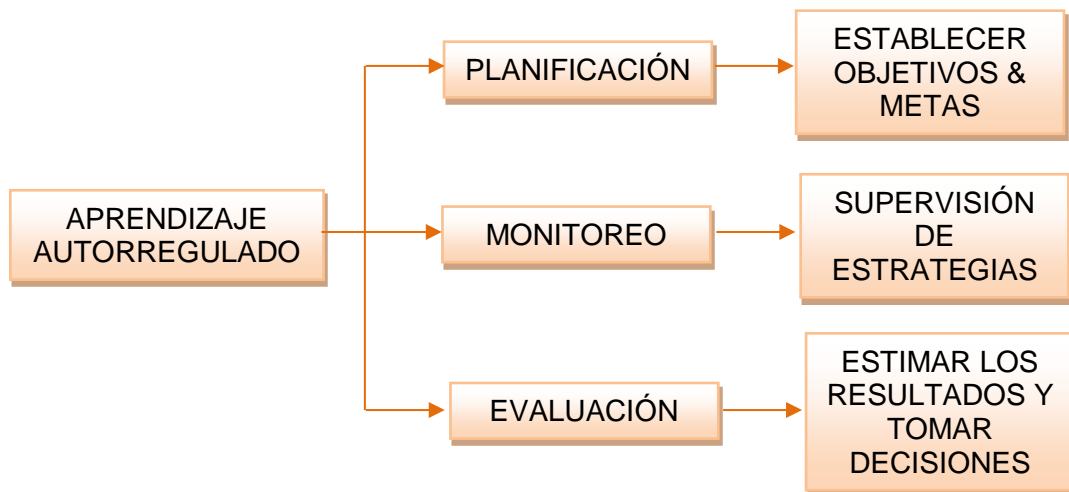 PLANIFICACIÓN
ESTABLECER
OBJETIVOS &
METAS
APRENDIZAJE
AUTORREGULADO
MONITOREO
SUPERVISIÓN
DE
ESTRATEGIAS
EVALUACIÓN
ESTIMAR LOS
RESULTADOS Y
TOMAR
DECISIONES